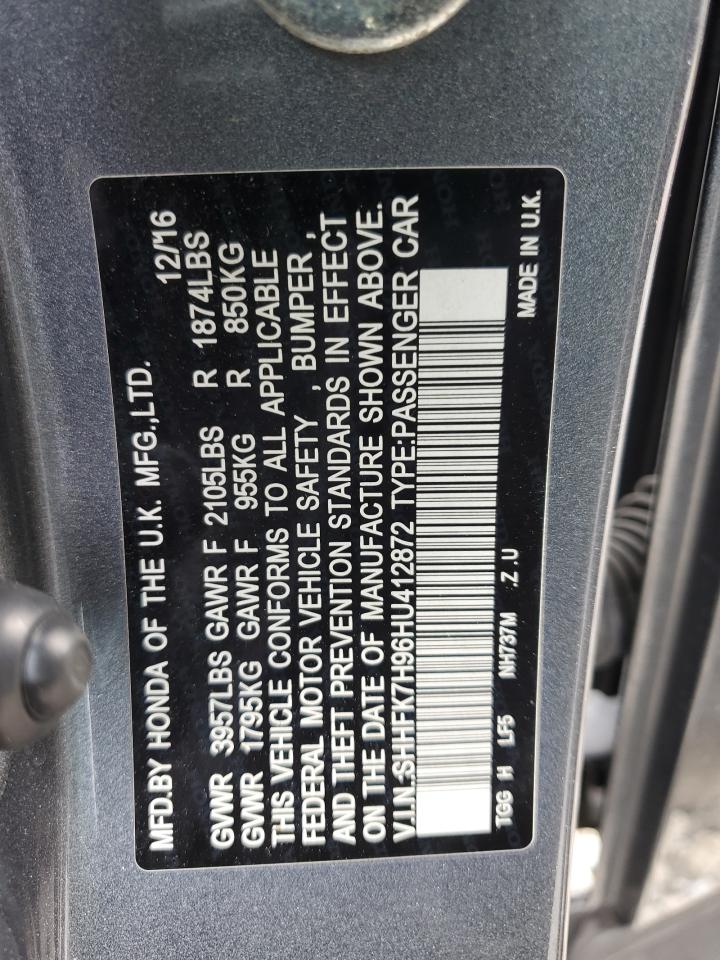 MFD.BY HONDA OF THE U.K. MFG.,LTD. 12/16
GVWR 3957LBS GAWR F 2105LBS R 1874LBS
GVWR 1795KG GAWR F 955KG R 850KG
THIS VEHICLE CONFORMS TO ALL APPLICABLE
FEDERAL MOTOR VEHICLE SAFETY , BUMPER ,
AND THEFT PREVENTION STANDARDS IN EFFECT
ON THE DATE OF MANUFACTURE SHOWN ABOVE.
V.I.N:SHHFK7H96HU412872 TYPE:PASSENGER CAR
TGG H LF5 NH737M .Z .U MADE IN U.K.